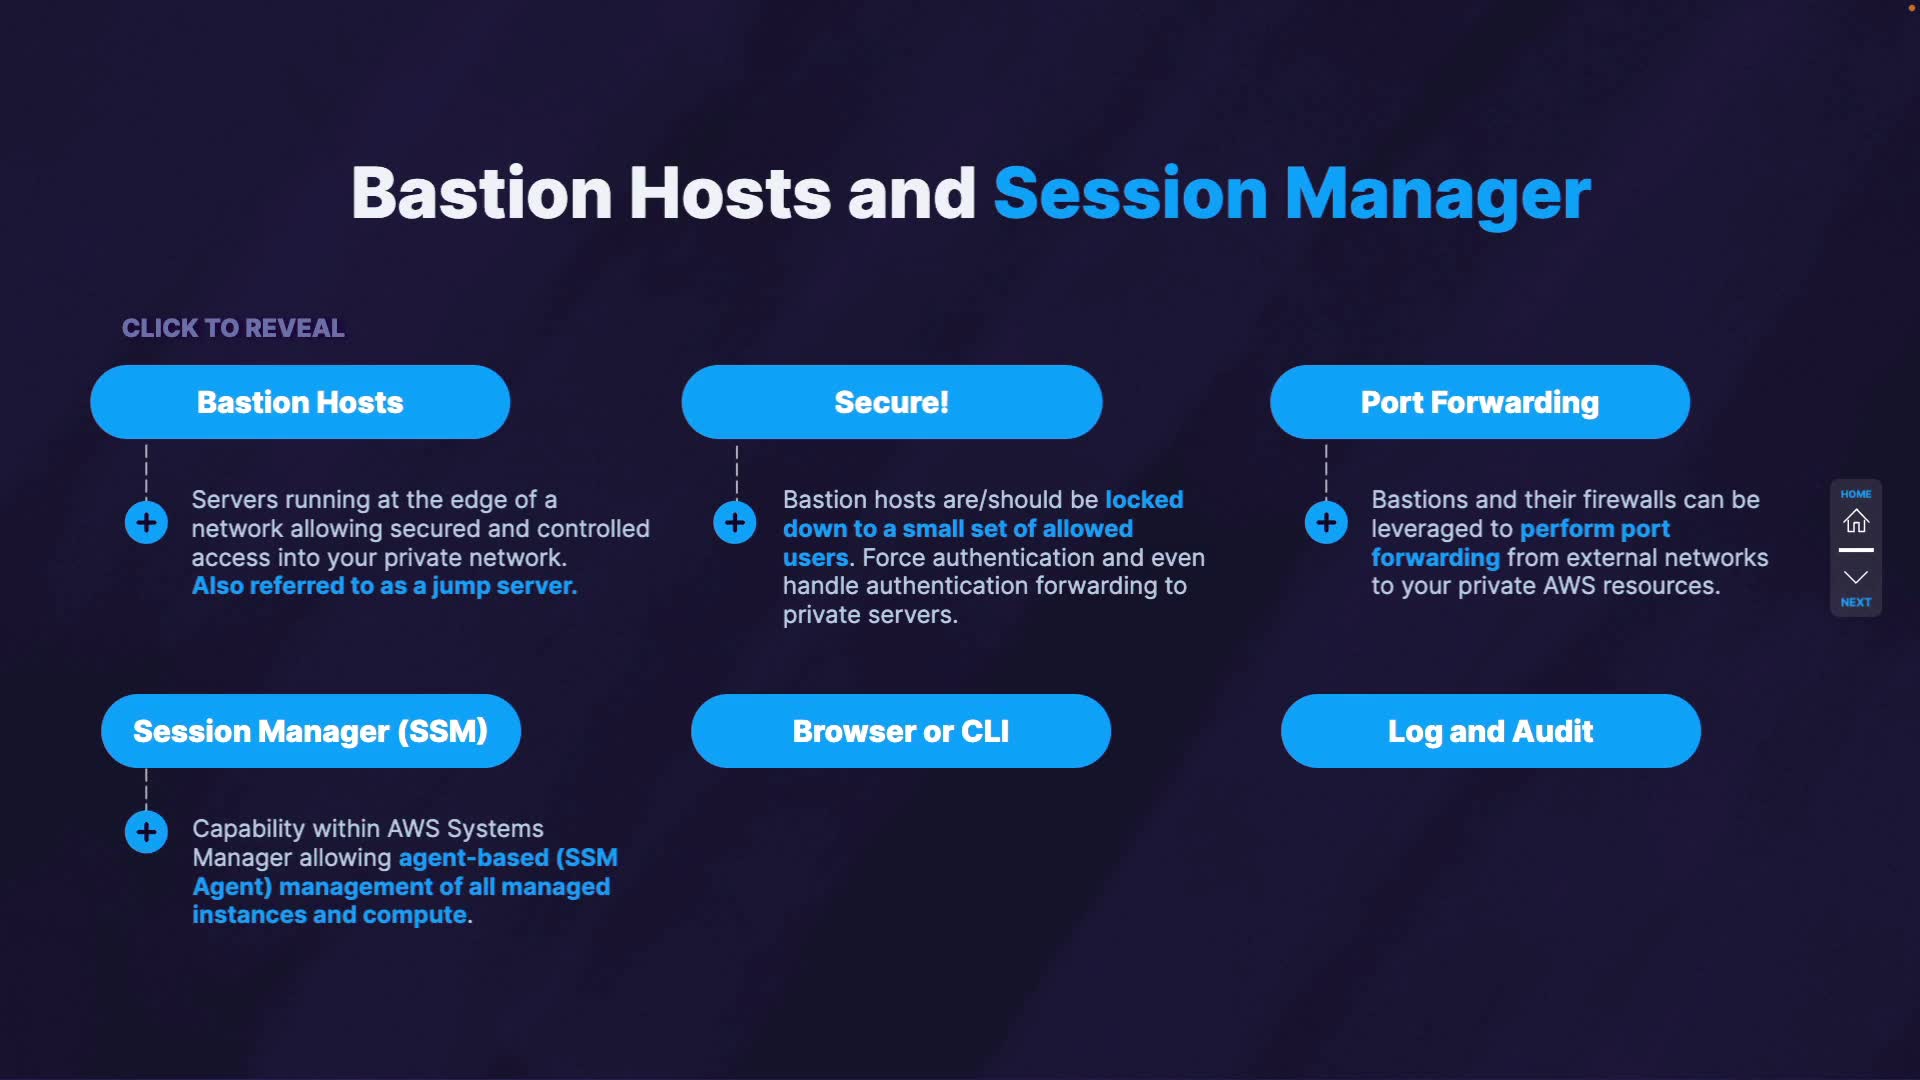 Bastion Hosts and Session Manager
CLICK TO REVEAL
Bastion Hosts
Servers running at the edge of a
network allowing secured and controlled
access into your private network.
Also referred to as a jump server.
Secure!
Bastion hosts are/should be locked
down to a small set of allowed
users. Force authentication and even
handle authentication forwarding to
private servers.
Port Forwarding
Bastions and their firewalls can be
leveraged to perform port
forwarding from external networks
to your private AWS resources.
Session Manager (SSM)
Capability within AWS Systems
Manager allowing agent-based (SSM
Agent) management of all managed
instances and compute.
Browser or CLI
Log and Audit
HOME
NEXT